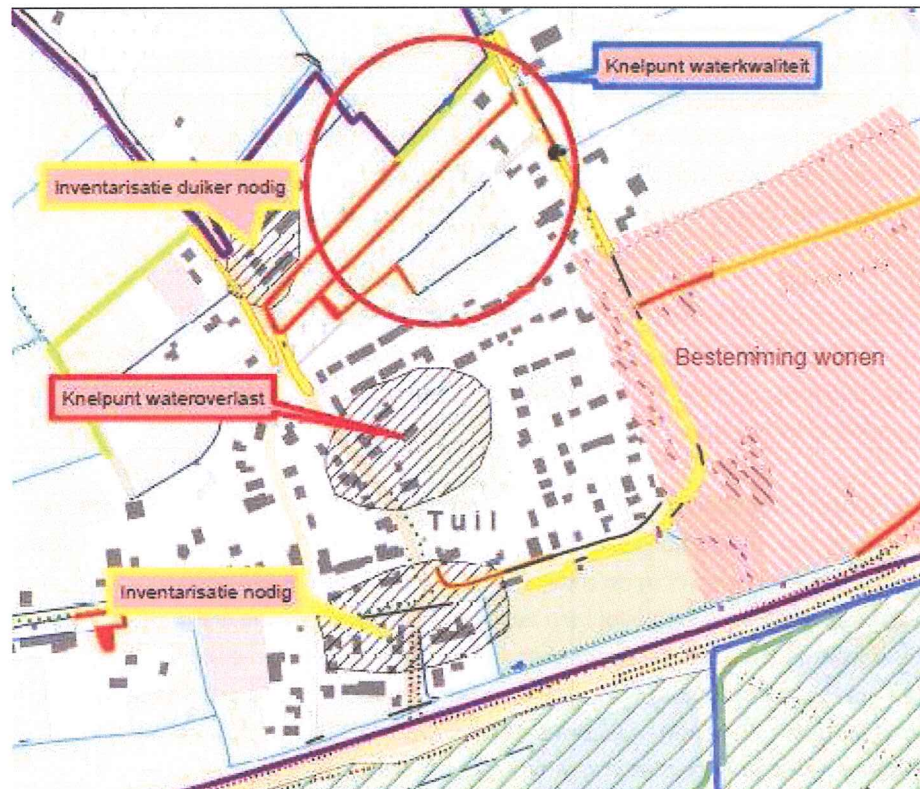 Knelpunt waterkwaliteit
Inventarisatie duiker nodig
Bestemming wonen
Knelpunt wateroverlast
Tuil
Inventarisatie nodig